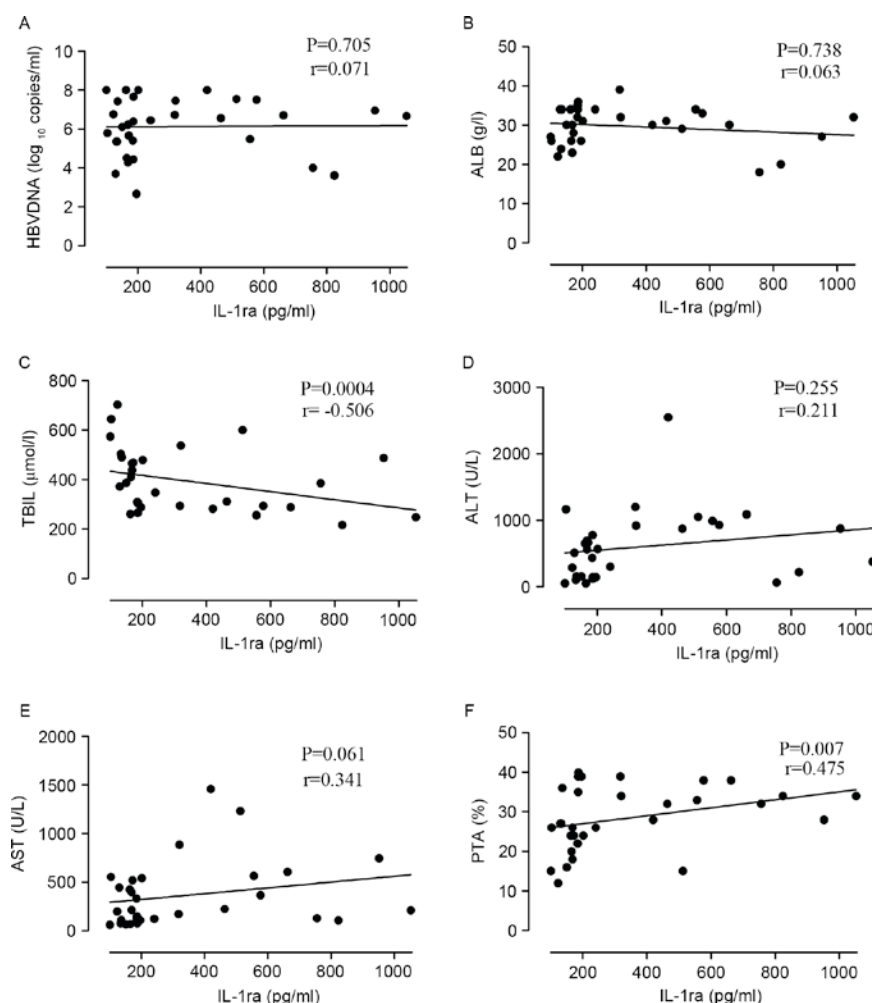 A
P=0.705
r=0.071
HBVDNA (log 10 copies/ml)
10
8
6
4
2
0
200 400 600 800 1000
IL-1ra (pg/ml)
B
P=0.738
r=0.063
ALB (g/l)
50
40
30
20
10
0
200 400 600 800 1000
IL-1ra (pg/ml)
C
P=0.0004
r= -0.506
TBIL (μmol/l)
800
600
400
200
0
200 400 600 800 1000
IL-1ra (pg/ml)
D
P=0.255
r=0.211
ALT (U/L)
3000
2000
1000
0
200 400 600 800 1000
IL-1ra (pg/ml)
E
P=0.061
r=0.341
AST (U/L)
2000
1500
1000
500
0
200 400 600 800 1000
IL-1ra (pg/ml)
F
P=0.007
r=0.475
PTA (%)
50
40
30
20
10
0
200 400 600 800 1000
IL-1ra (pg/ml)